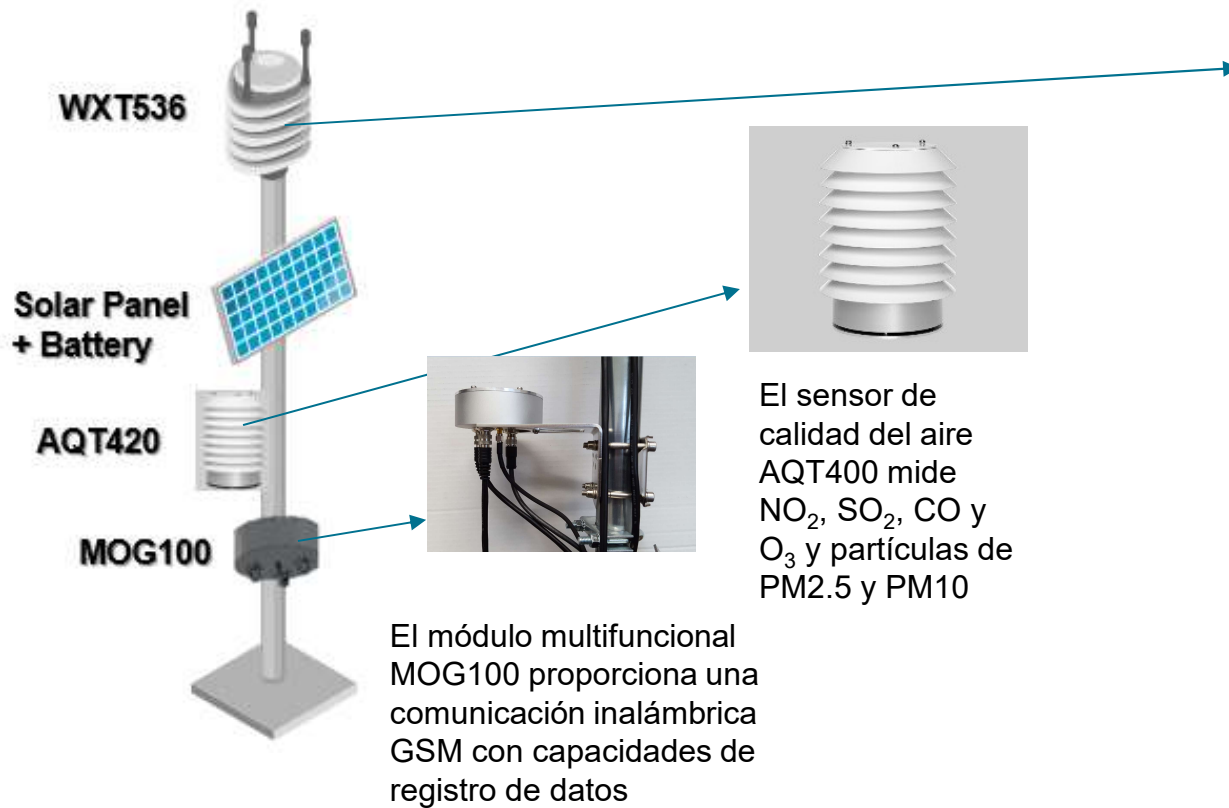 WXT536
Solar Panel
+ Battery
AQT420
MOG100
El sensor de
calidad del aire
AQT400 mide
NO₂, SO₂, CO y
O₃ y partículas de
PM2.5 y PM10
El módulo multifuncional
MOG100 proporciona una
comunicación inalámbrica
GSM con capacidades de
registro de datos